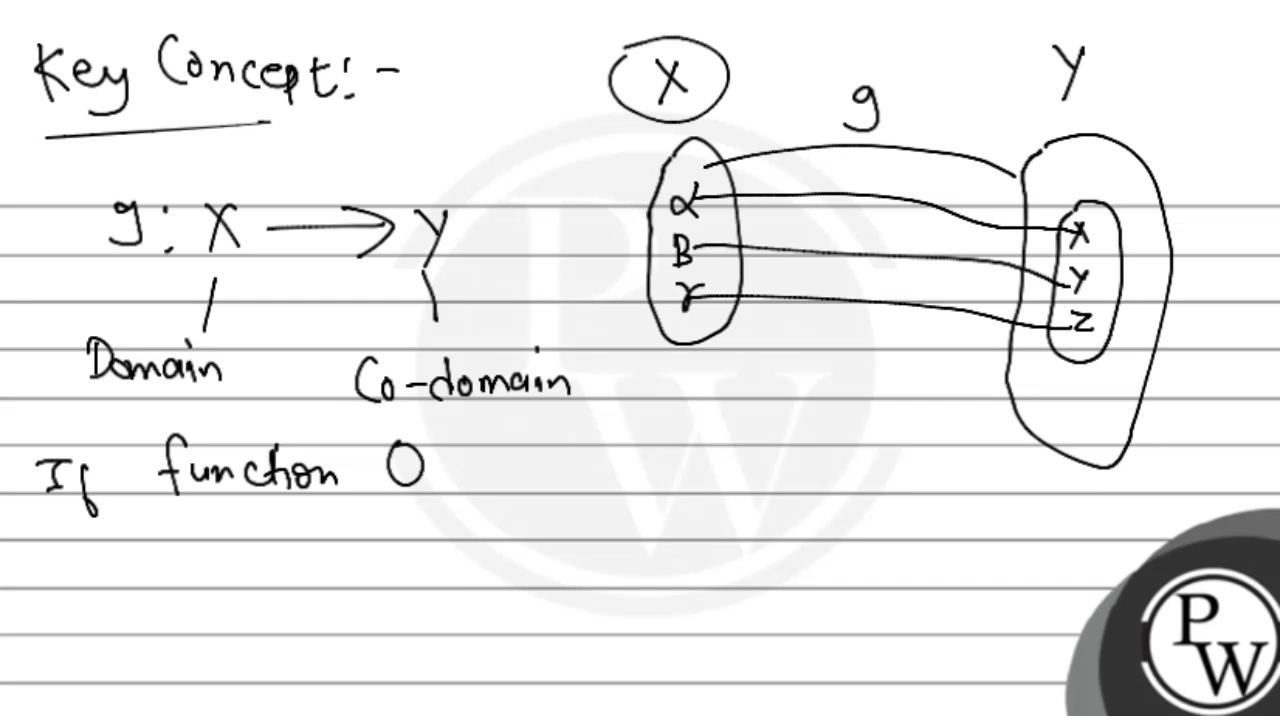 Key Concept:-
X
g
Y
g: X → Y
Domain
Co-domain
α
B
γ
X
Y
Z
If function O
PW